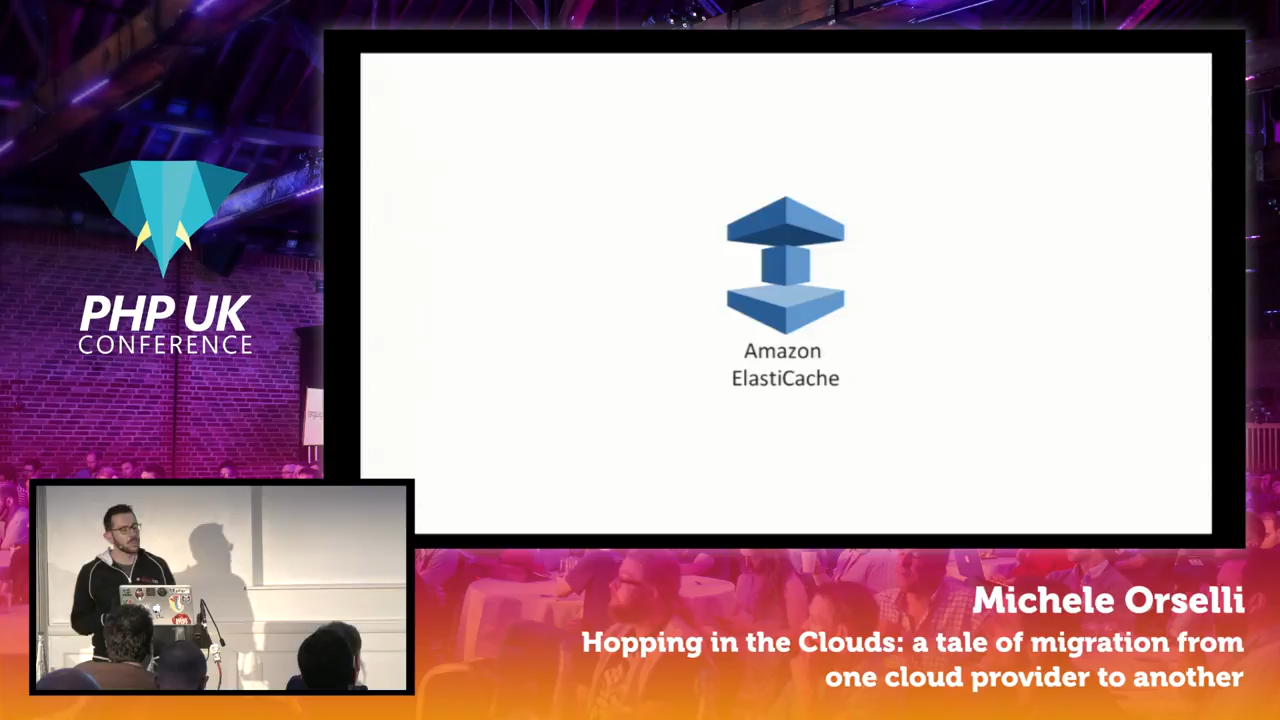 PHP UK
CONFERENCE
Amazon
ElastiCache
Michele Orselli
Hopping in the Clouds: a tale of migration from
one cloud provider to another